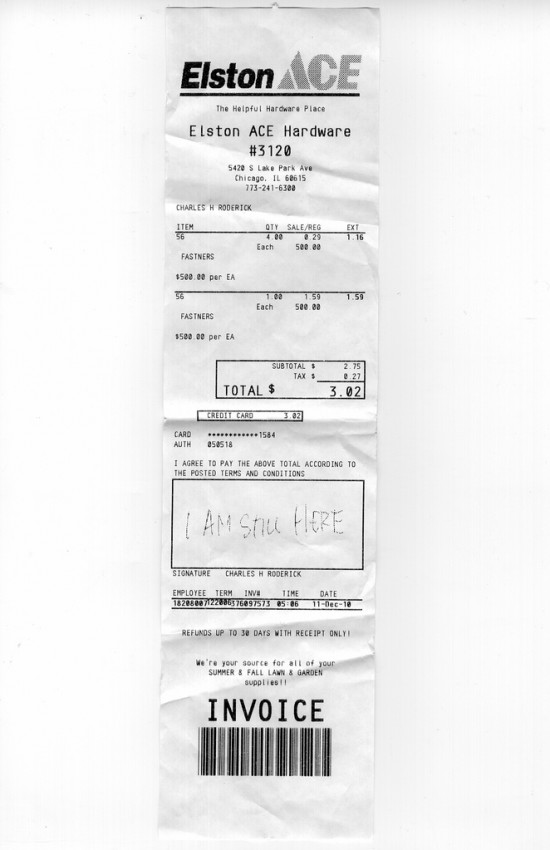 Elston ACE
The Helpful Hardware Place
Elston ACE Hardware
#3120
5420 S Lake Park Ave
Chicago, IL 60615
773-241-6300
CHARLES H RODERICK
ITEM QTY SALE/REG EXT
56 4.00 0.29 1.16
Each 500.00
FASTNERS
$500.00 per EA
56 1.00 1.59 1.59
Each 500.00
FASTNERS
$500.00 per EA
SUBTOTAL $ 2.75
TAX $ 0.27
TOTAL $ 3.02
CREDIT CARD 3.02
CARD ************1584
AUTH 050518
I AGREE TO PAY THE ABOVE TOTAL ACCORDING TO
THE POSTED TERMS AND CONDITIONS
I AM STILL HERE
SIGNATURE CHARLES H RODERICK
EMPLOYEE TERM INV# TIME DATE
05:06 11-Dec-10
REFUNDS UP TO 30 DAYS WITH RECEIPT ONLY!
We're your source for all of your
SUMMER & FALL LAWN & GARDEN
supplies!!
INVOICE